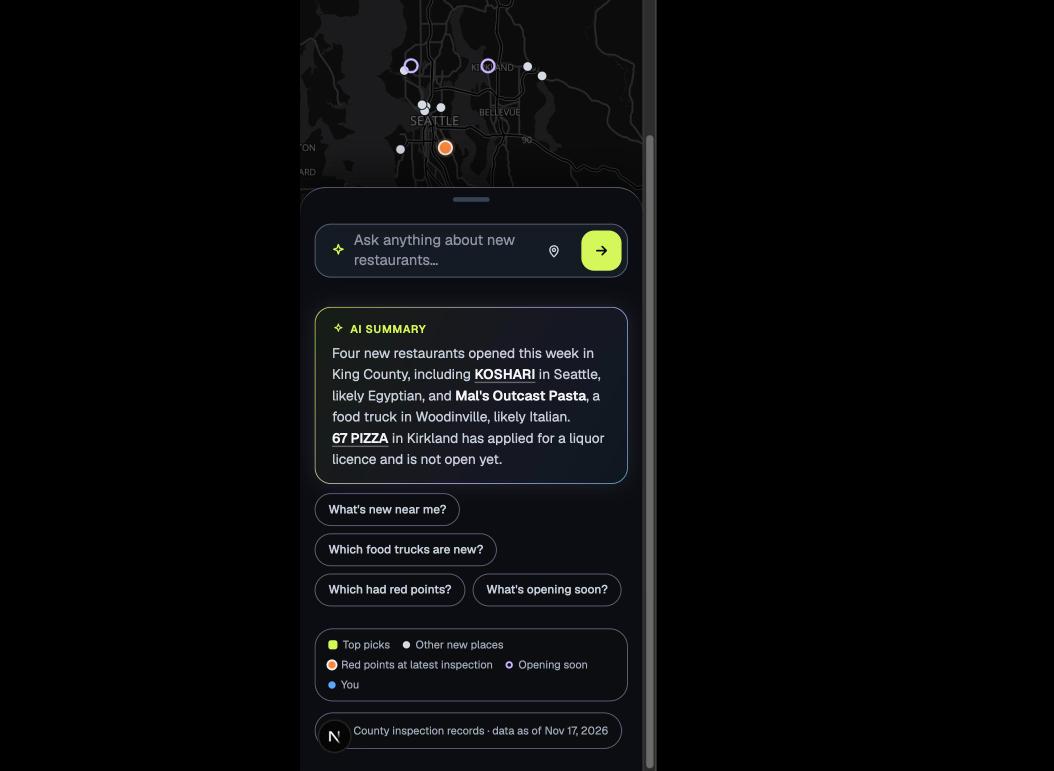 KIRKLAND
SEATTLE
BELLEVUE
90
ON
ARD
Ask anything about new
restaurants...
AI SUMMARY
Four new restaurants opened this week in
King County, including KOSHARI in Seattle,
likely Egyptian, and Mal's Outcast Pasta, a
food truck in Woodinville, likely Italian.
67 PIZZA in Kirkland has applied for a liquor
licence and is not open yet.
What's new near me?
Which food trucks are new?
Which had red points? What's opening soon?
Top picks Other new places
Red points at latest inspection Opening soon
You
N County inspection records · data as of Nov 17, 2026